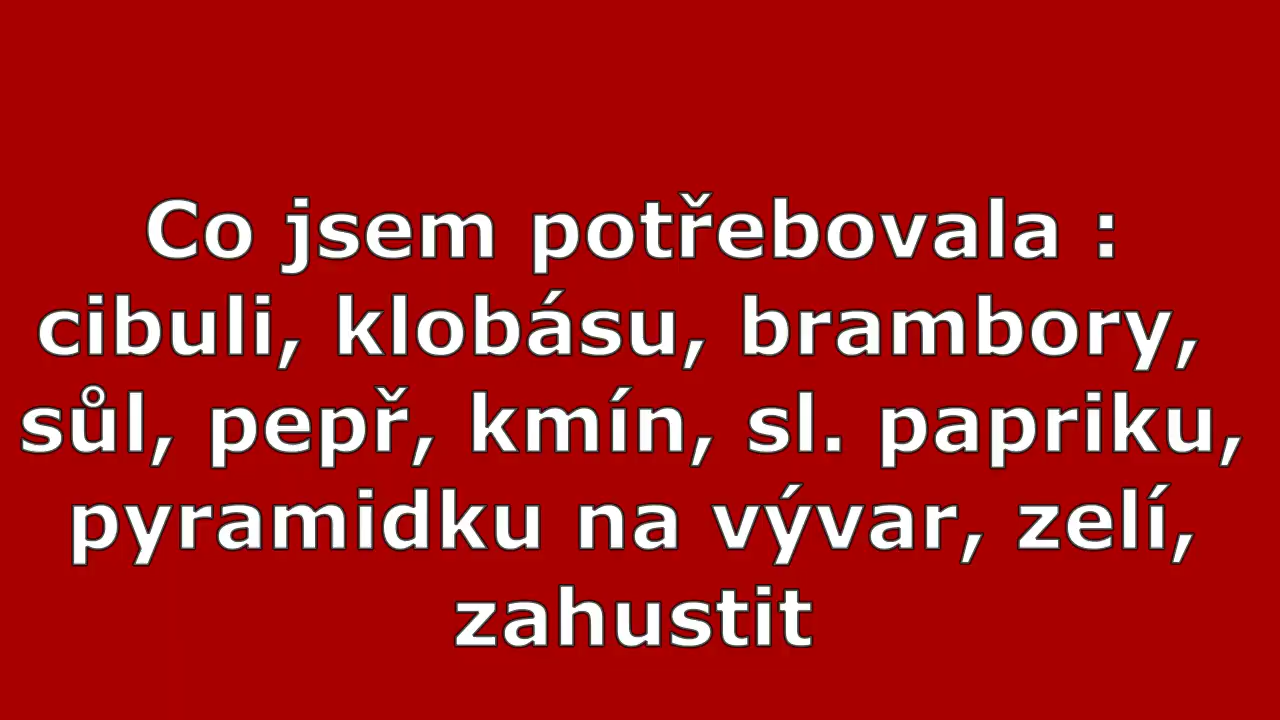 Co jsem potřebovala :
cibuli, klobásu, brambory,
sůl, pepř, kmín, sl. papriku,
pyramidku na vývar, zelí,
zahustit